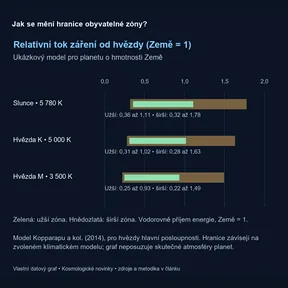 Jak se mění hranice obyvatelné zóny?
Relativní tok záření od hvězdy (Země = 1)
Ukázkový model pro planetu o hmotnosti Země
0,0 0,5 1,0 1,5 2,0
Slunce • 5 780 K
Užší: 0,36 až 1,11 • širší: 0,32 až 1,78
Hvězda K • 5 000 K
Užší: 0,31 až 1,02 • širší: 0,28 až 1,63
Hvězda M • 3 500 K
Užší: 0,25 až 0,93 • širší: 0,22 až 1,49
Zelená: užší zóna. Hnědozlatá: širší zóna. Vodorovně příjem energie, Země = 1.
Model Kopparapu a kol. (2014), pro hvězdy hlavní posloupnosti. Hranice závisejí na
zvoleném klimatickém modelu; graf neposuzuje skutečné atmosféry planet.
Vlastní datový graf • Kosmologické novinky • zdroje a metodika v článku